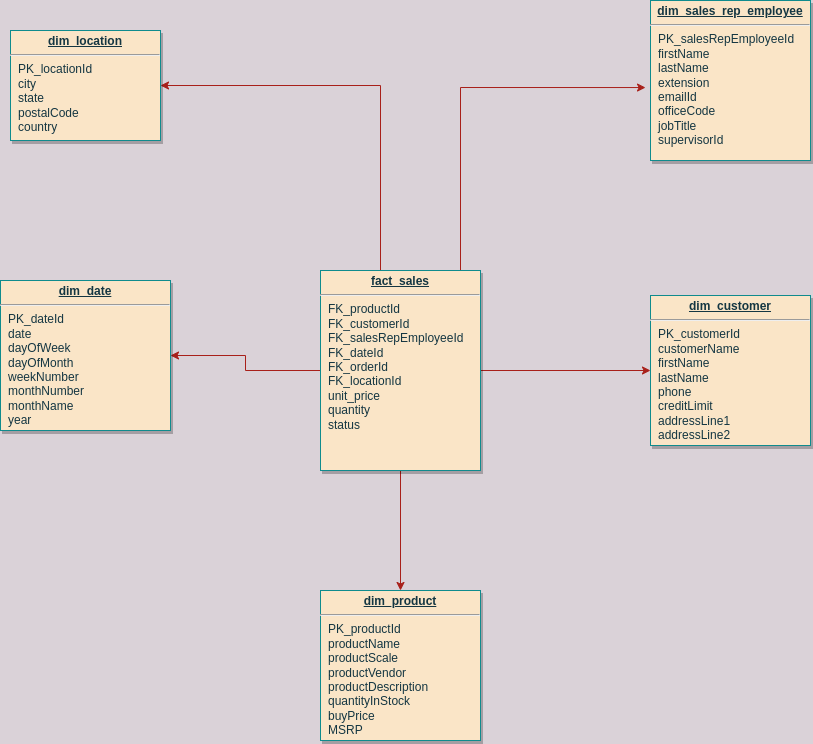 dim_location
PK_locationId
city
state
postalCode
country
dim_sales_rep_employee
PK_salesRepEmployeeId
firstName
lastName
extension
emailId
officeCode
jobTitle
supervisorId
dim_date
PK_dateId
date
dayOfWeek
dayOfMonth
weekNumber
monthNumber
monthName
year
fact_sales
FK_productId
FK_customerId
FK_salesRepEmployeeId
FK_dateId
FK_orderId
FK_locationId
unit_price
quantity
status
dim_customer
PK_customerId
customerName
firstName
lastName
phone
creditLimit
addressLine1
addressLine2
dim_product
PK_productId
productName
productScale
productVendor
productDescription
quantityInStock
buyPrice
MSRP